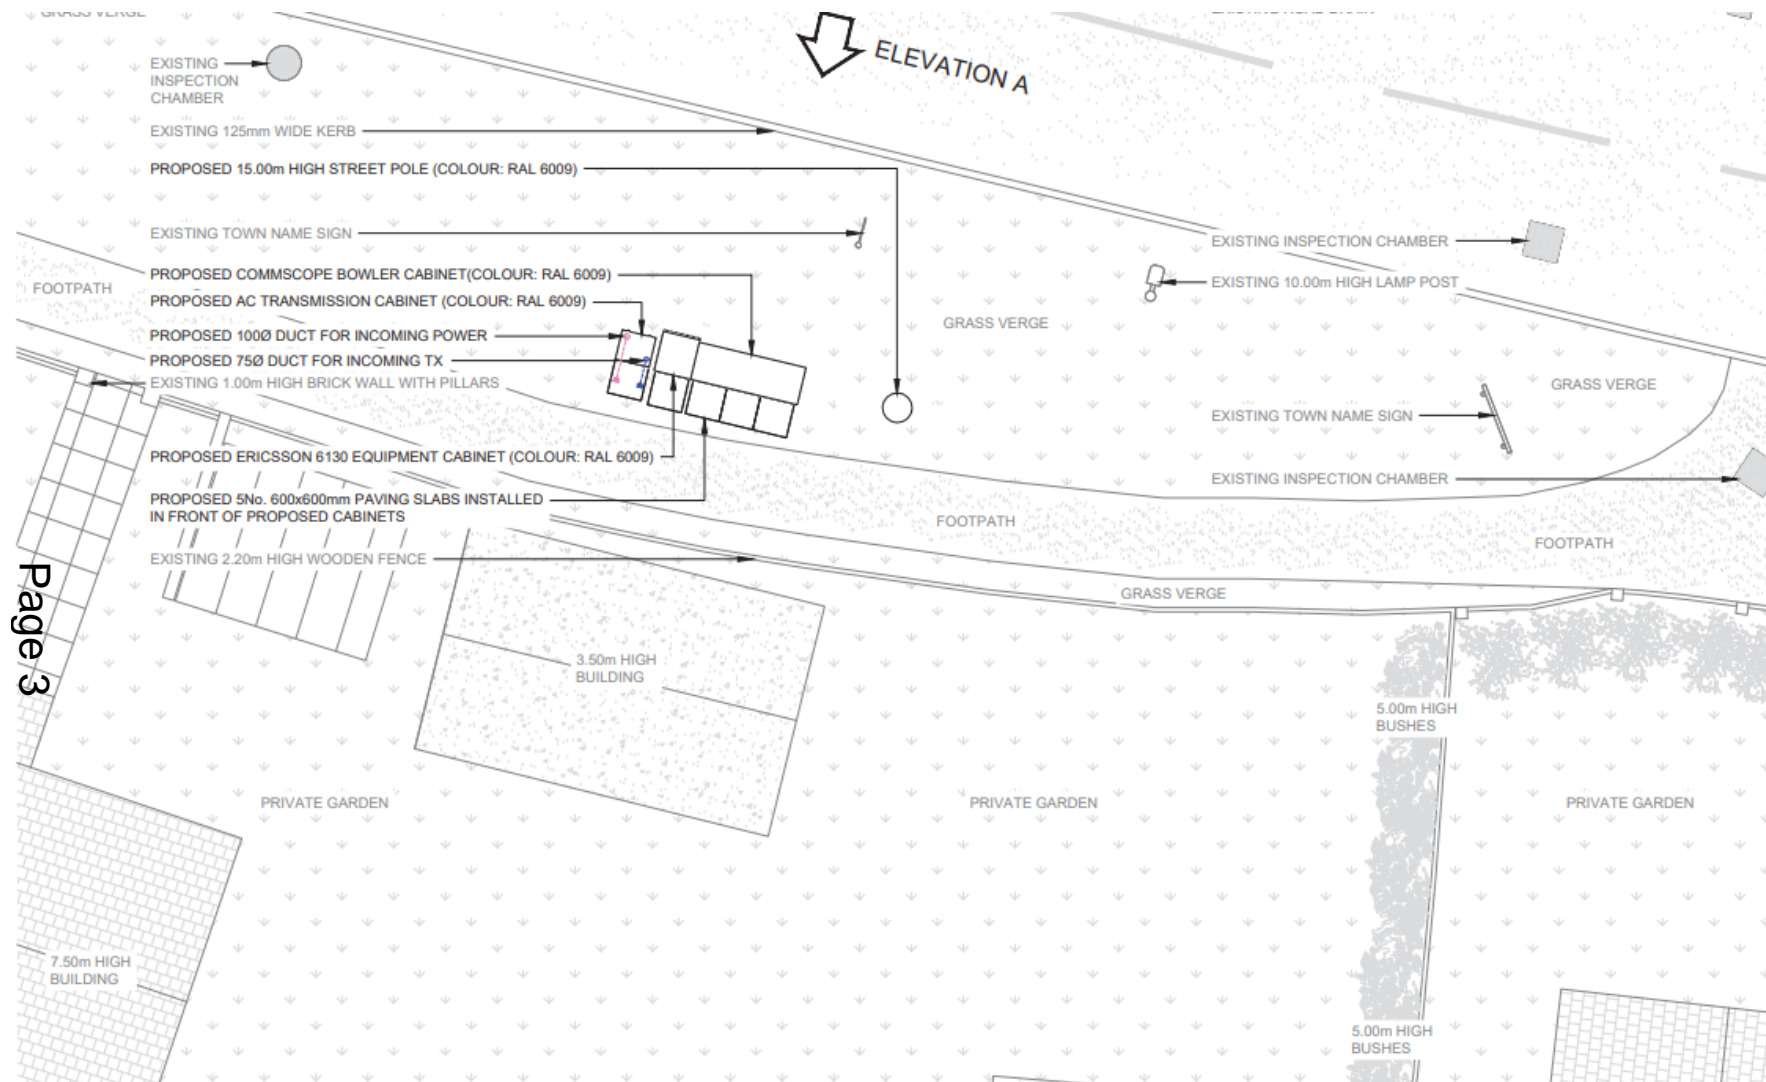 GRASS VERGE
ELEVATION A
EXISTING
INSPECTION
CHAMBER
EXISTING 125mm WIDE KERB
PROPOSED 15.00m HIGH STREET POLE (COLOUR: RAL 6009)
EXISTING TOWN NAME SIGN
EXISTING INSPECTION CHAMBER
PROPOSED COMMSCOPE BOWLER CABINET(COLOUR: RAL 6009)
EXISTING 10.00m HIGH LAMP POST
FOOTPATH
PROPOSED AC TRANSMISSION CABINET (COLOUR: RAL 6009)
GRASS VERGE
PROPOSED 100Ø DUCT FOR INCOMING POWER
PROPOSED 75Ø DUCT FOR INCOMING TX
EXISTING 1.00m HIGH BRICK WALL WITH PILLARS
GRASS VERGE
EXISTING TOWN NAME SIGN
PROPOSED ERICSSON 6130 EQUIPMENT CABINET (COLOUR: RAL 6009)
EXISTING INSPECTION CHAMBER
PROPOSED 5No. 600x600mm PAVING SLABS INSTALLED
IN FRONT OF PROPOSED CABINETS
FOOTPATH
FOOTPATH
EXISTING 2.20m HIGH WOODEN FENCE
GRASS VERGE
Page 3
3.50m HIGH
BUILDING
5.00m HIGH
BUSHES
PRIVATE GARDEN
PRIVATE GARDEN
PRIVATE GARDEN
7.50m HIGH
BUILDING
5.00m HIGH
BUSHES